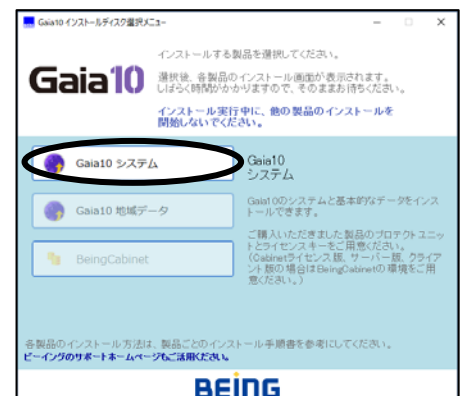 Gaia10 インストールディスク選択メニュー
インストールする製品を選択してください。
Gaia10
選択後、各製品のインストール画面が表示されます。
しばらく時間がかかりますので、そのままお待ちください。
インストール実行中に、他の製品のインストールを
開始しないでください。
Gaia10 システム
Gaia10
システム
Gaia10 地域データ
Gaia10のシステムと基本的なデータをインス
トールできます。
ご購入いただきました製品のプロテクトユニッ
トとライセンスキーをご用意ください。
(Cabinetライセンス版、サーバー版、クライア
ント版の場合はBeingCabinetの環境をご用
意ください。)
BeingCabinet
各製品のインストール方法は、製品ごとのインストール手順書を参考にしてください。
ビーイングのサポートホームページもご活用ください。
BEING